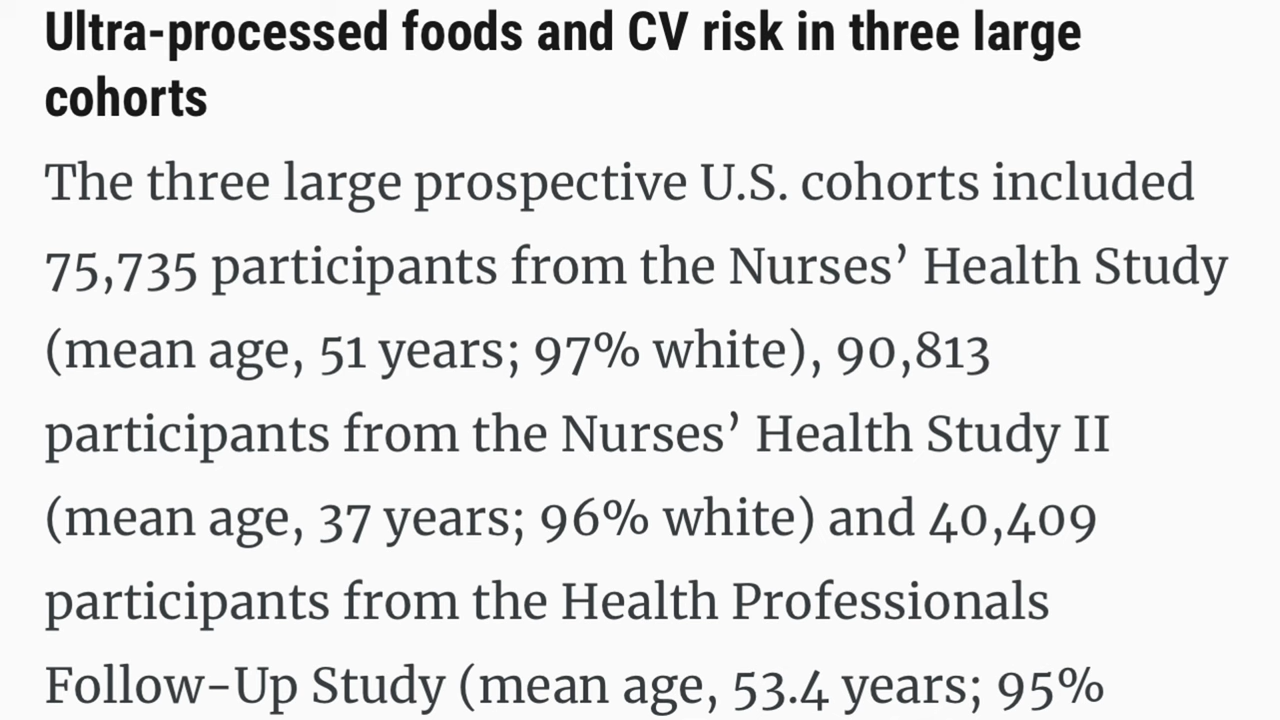 Ultra-processed foods and CV risk in three large
cohorts
The three large prospective U.S. cohorts included
75,735 participants from the Nurses’ Health Study
(mean age, 51 years; 97% white), 90,813
participants from the Nurses’ Health Study II
(mean age, 37 years; 96% white) and 40,409
participants from the Health Professionals
Follow-Up Study (mean age, 53.4 years; 95%